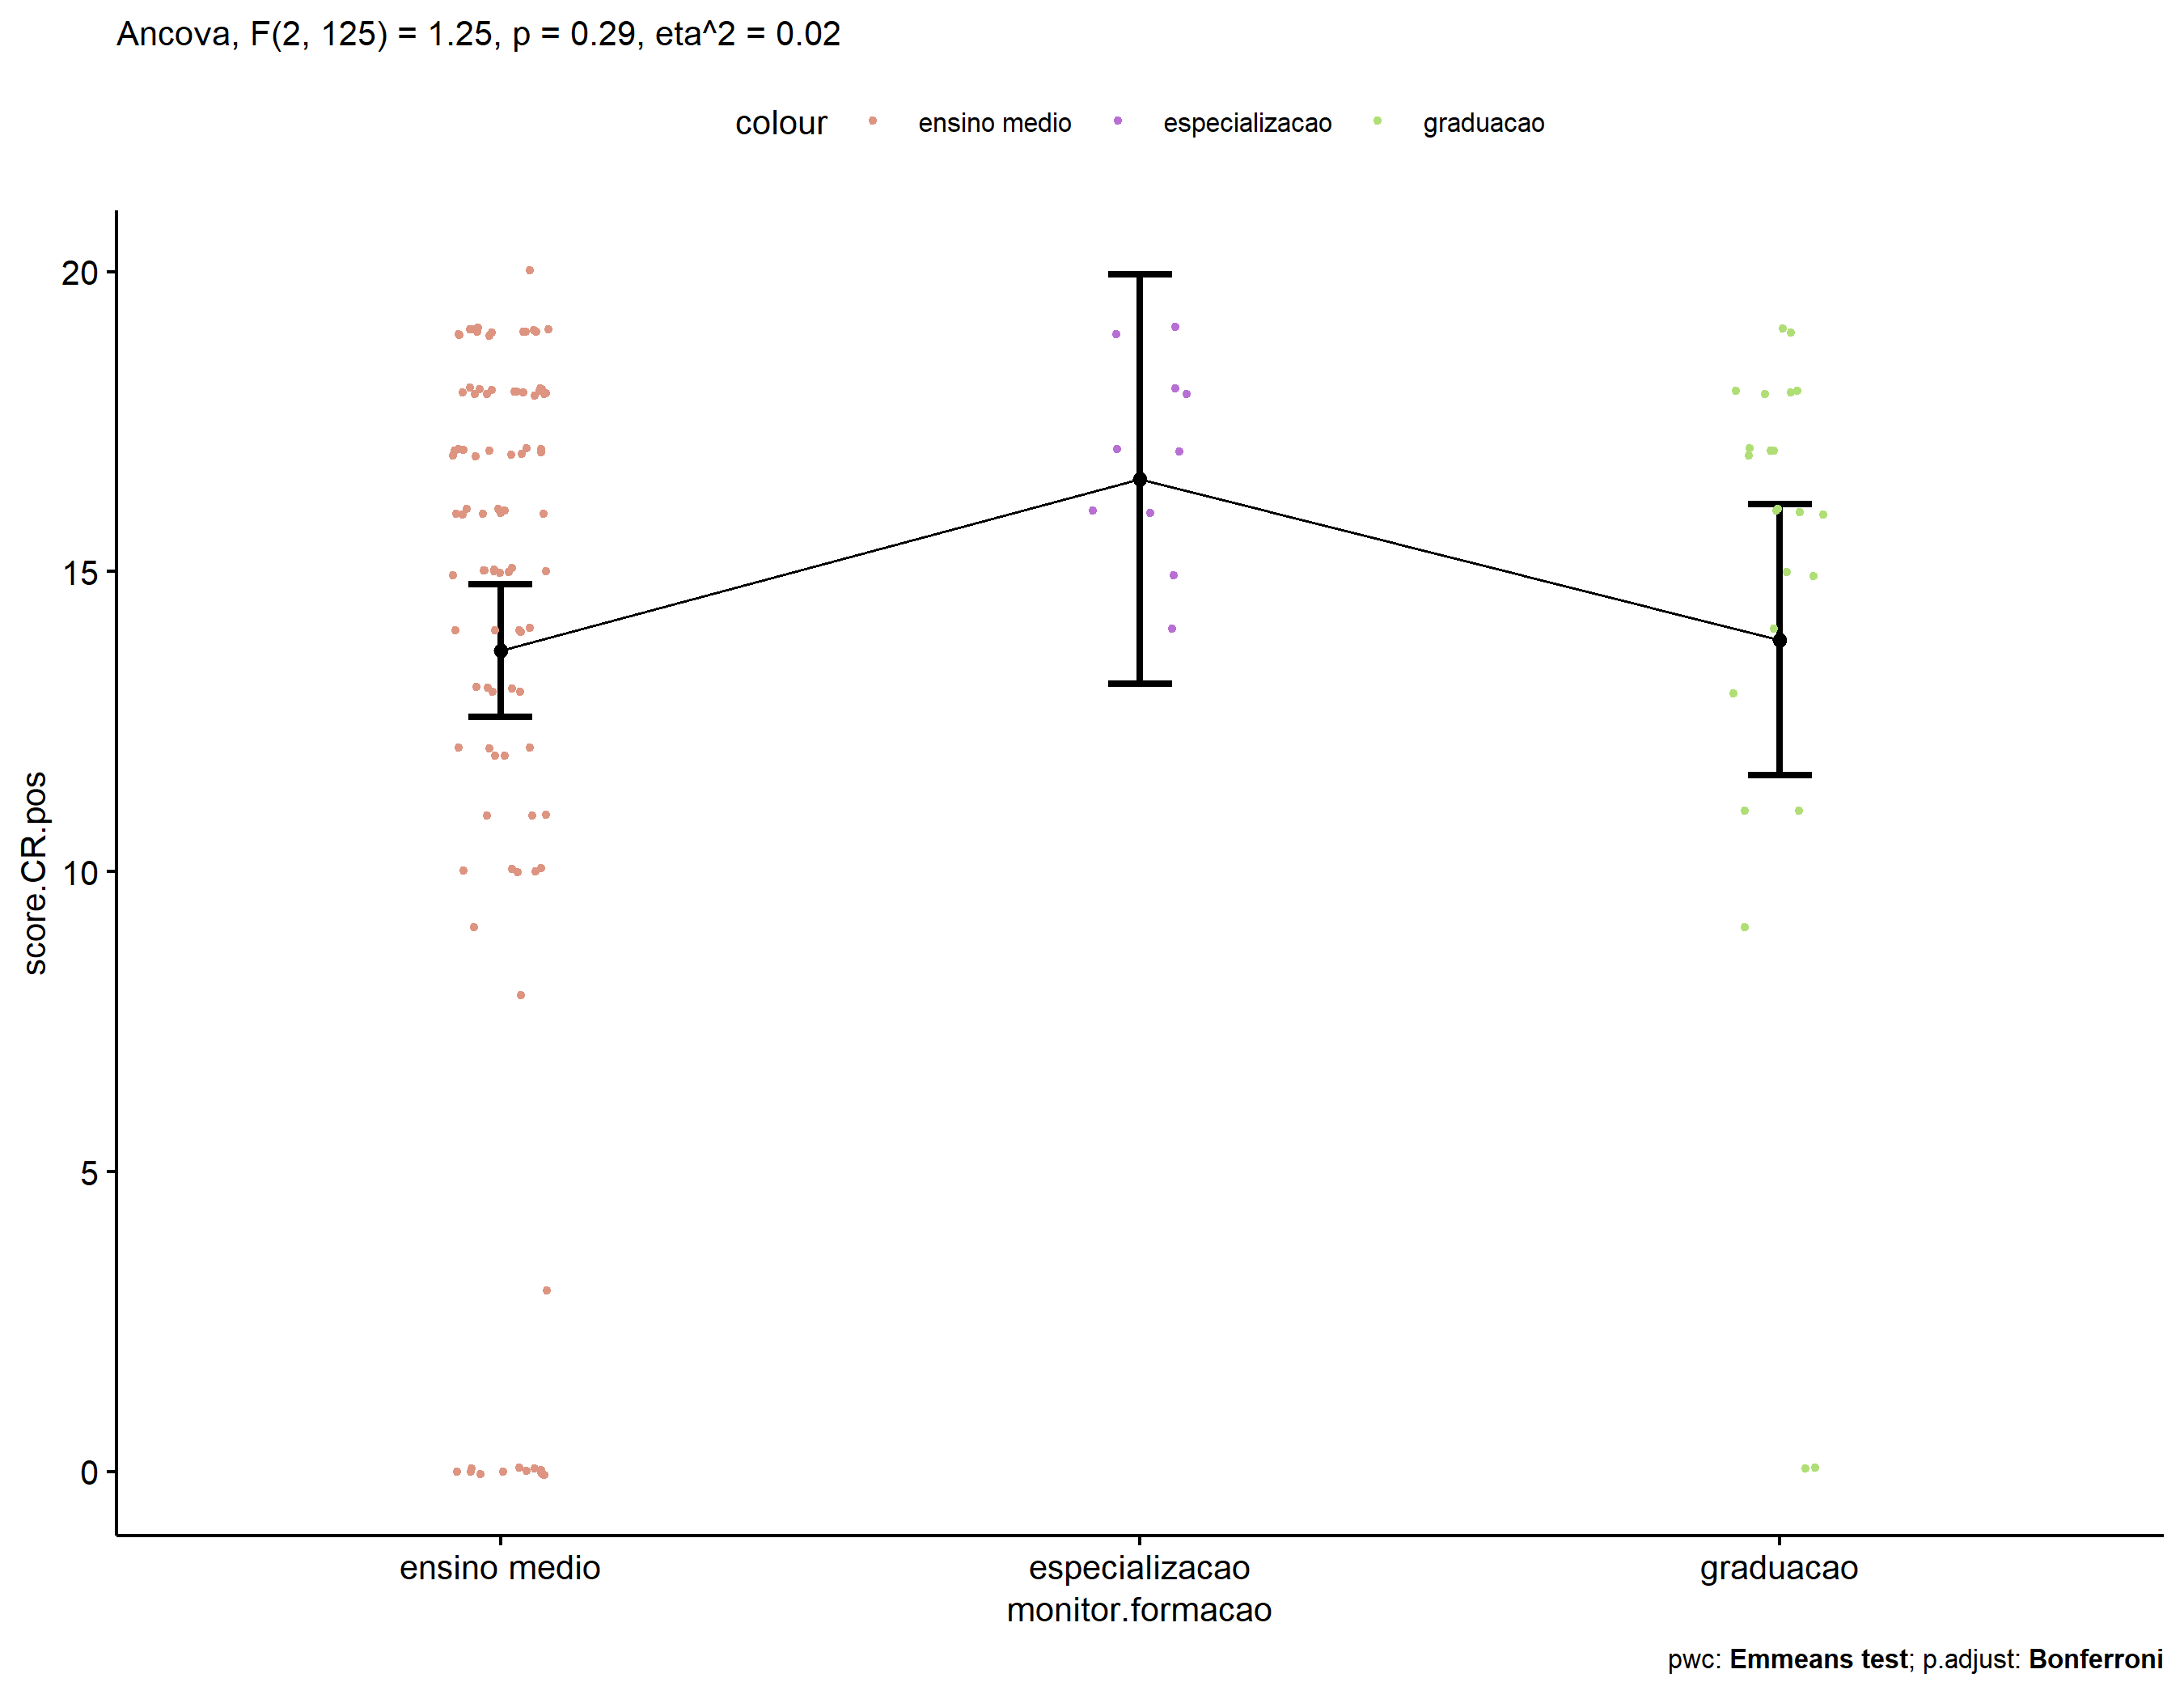 Ancova, F(2, 125) = 1.25, p = 0.29, eta^2 = 0.02
colour ensino medio especializacao graduacao
20
15
10
5
0
score.CR.pos
ensino medio especializacao graduacao
monitor.formacao
pwc: Emmeans test; p.adjust: Bonferroni